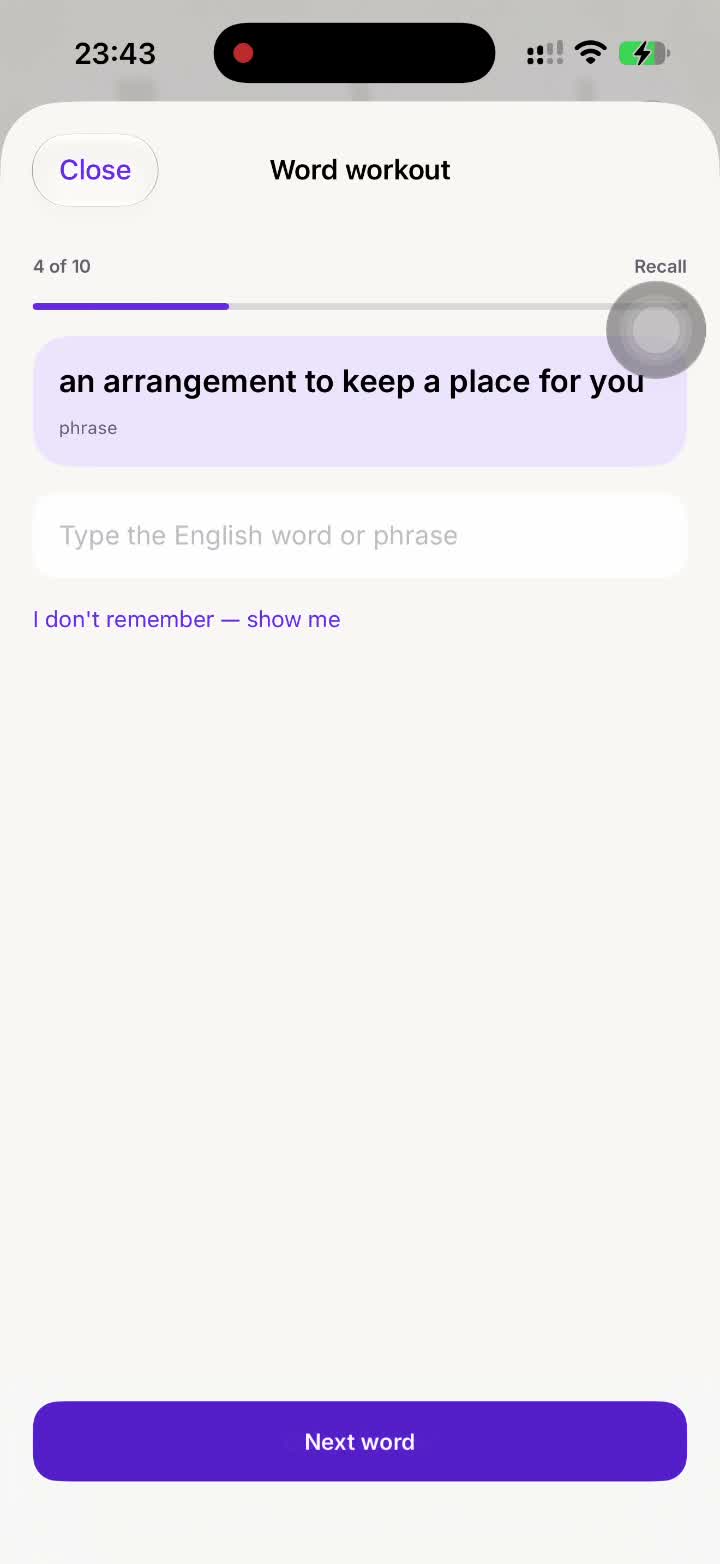 23:43
Close
Word workout
4 of 10
Recall
an arrangement to keep a place for you
phrase
Type the English word or phrase
I don't remember — show me
Next word